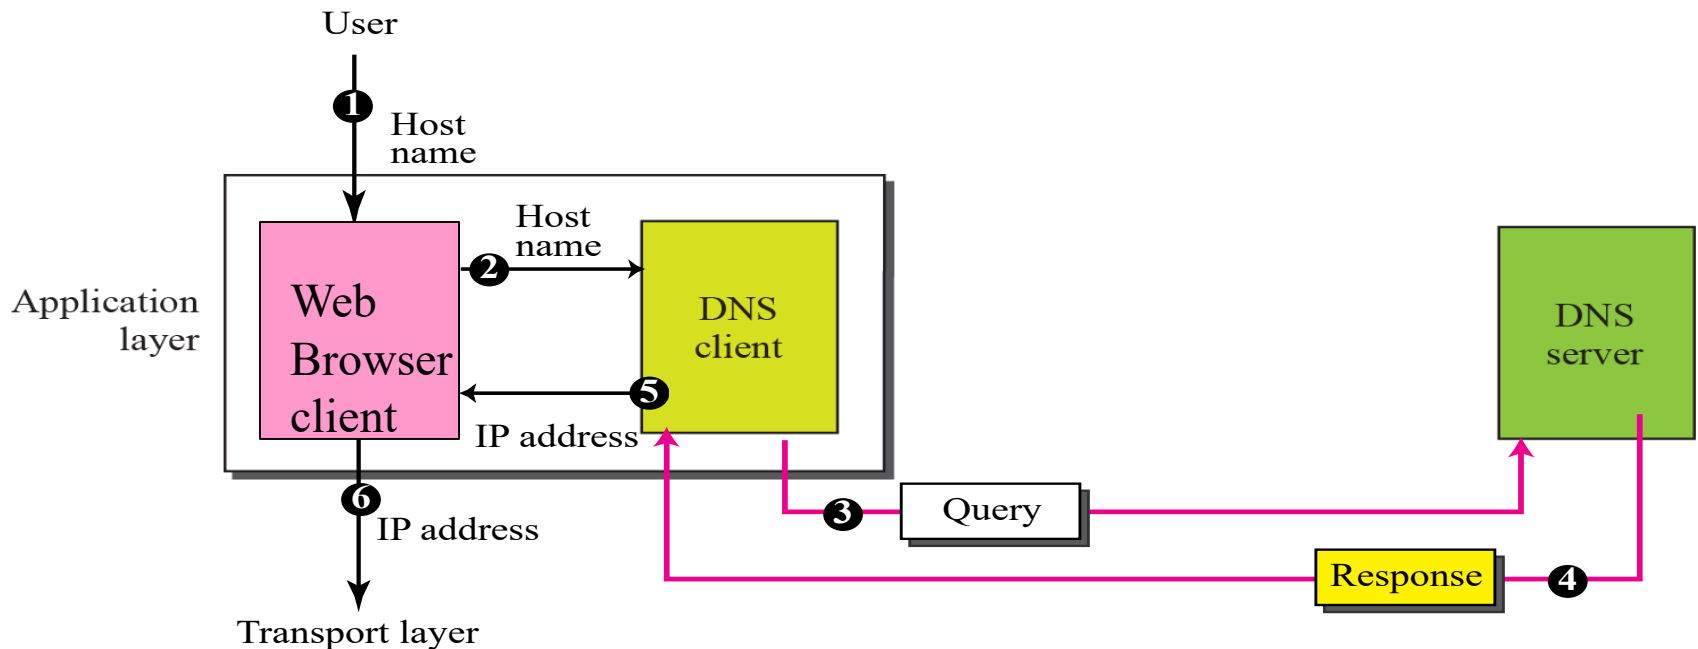 User
1
Host
name
Host
name
2
Application
layer
Web
Browser
client
DNS
client
DNS
server
5
IP address
6
IP address
3
Query
Response
4
Transport layer